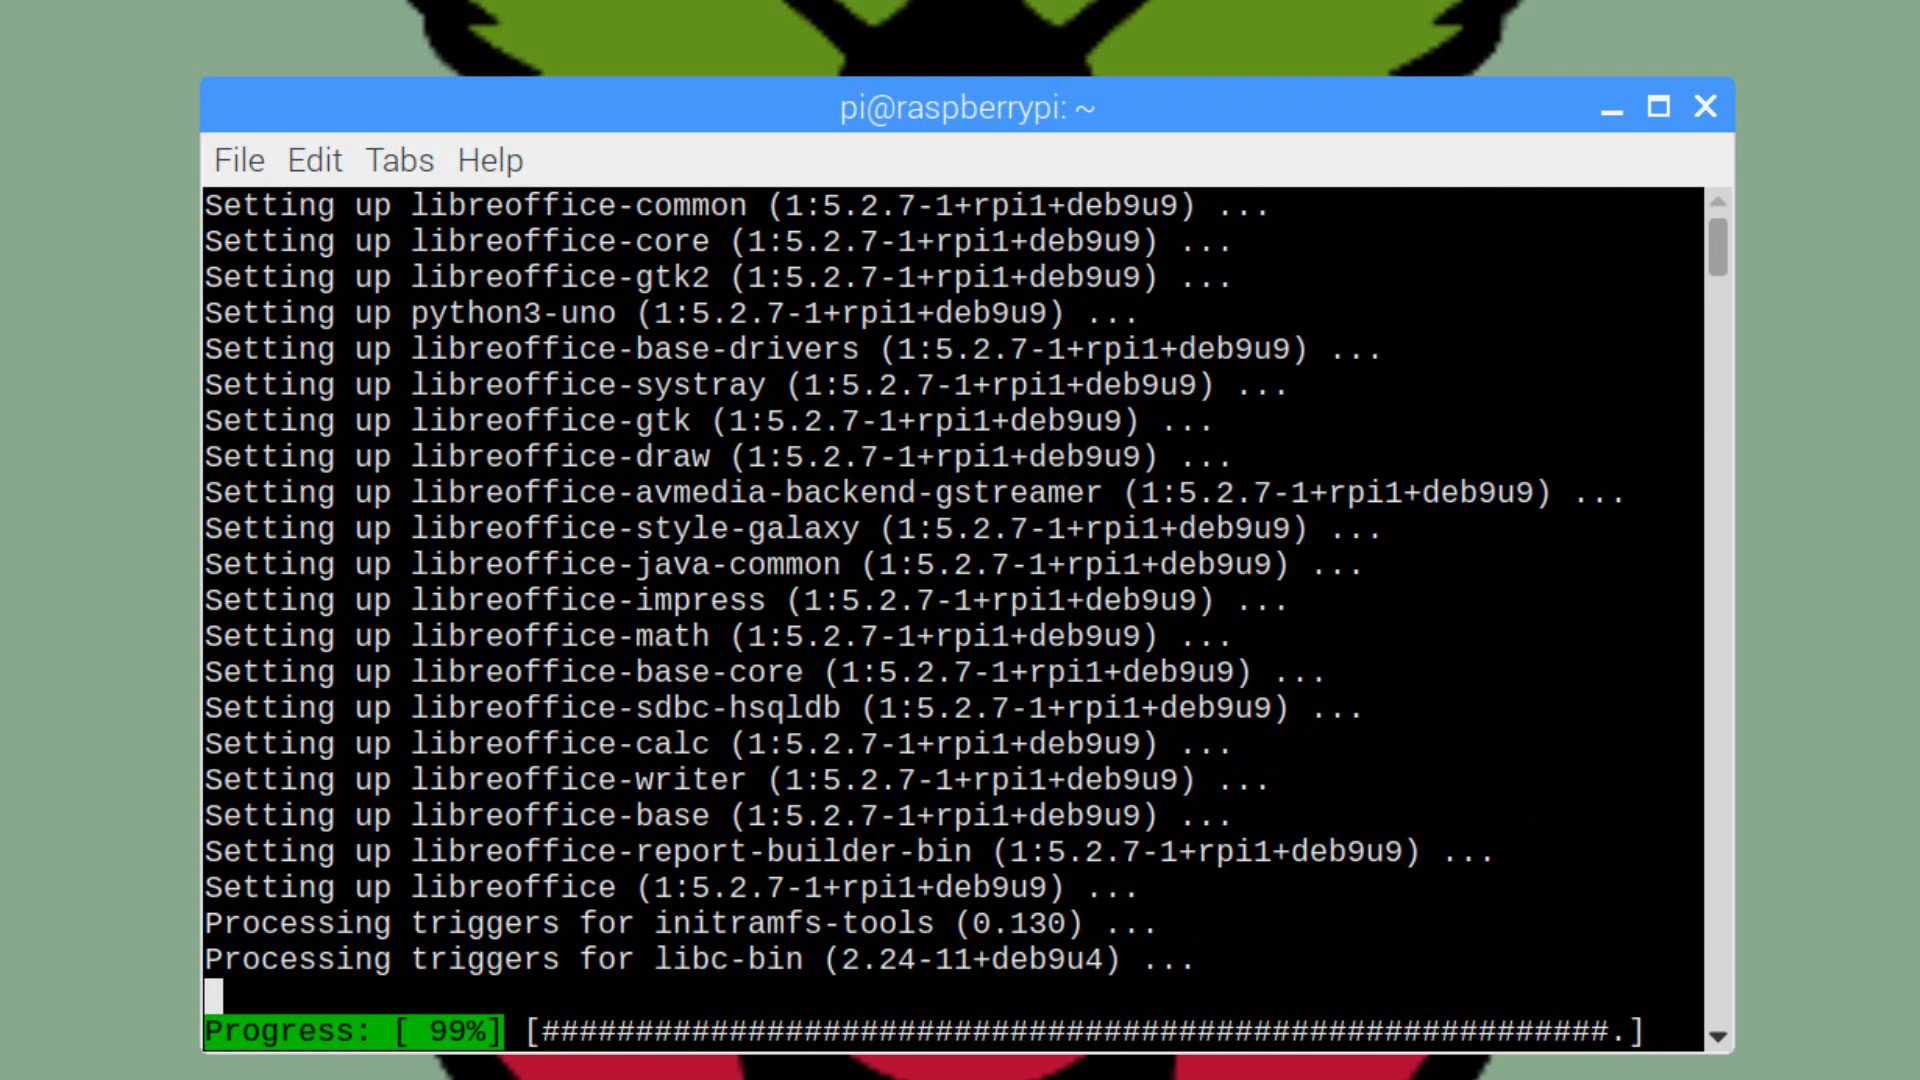 pi@raspberrypi: ~
File Edit Tabs Help
Setting up libreoffice-common (1:5.2.7-1+rpi1+deb9u9) ...
Setting up libreoffice-core (1:5.2.7-1+rpi1+deb9u9) ...
Setting up libreoffice-gtk2 (1:5.2.7-1+rpi1+deb9u9) ...
Setting up python3-uno (1:5.2.7-1+rpi1+deb9u9) ...
Setting up libreoffice-base-drivers (1:5.2.7-1+rpi1+deb9u9) ...
Setting up libreoffice-systray (1:5.2.7-1+rpi1+deb9u9) ...
Setting up libreoffice-gtk (1:5.2.7-1+rpi1+deb9u9) ...
Setting up libreoffice-draw (1:5.2.7-1+rpi1+deb9u9) ...
Setting up libreoffice-avmedia-backend-gstreamer (1:5.2.7-1+rpi1+deb9u9) ...
Setting up libreoffice-style-galaxy (1:5.2.7-1+rpi1+deb9u9) ...
Setting up libreoffice-java-common (1:5.2.7-1+rpi1+deb9u9) ...
Setting up libreoffice-impress (1:5.2.7-1+rpi1+deb9u9) ...
Setting up libreoffice-math (1:5.2.7-1+rpi1+deb9u9) ...
Setting up libreoffice-base-core (1:5.2.7-1+rpi1+deb9u9) ...
Setting up libreoffice-sdbc-hsqldb (1:5.2.7-1+rpi1+deb9u9) ...
Setting up libreoffice-calc (1:5.2.7-1+rpi1+deb9u9) ...
Setting up libreoffice-writer (1:5.2.7-1+rpi1+deb9u9) ...
Setting up libreoffice-base (1:5.2.7-1+rpi1+deb9u9) ...
Setting up libreoffice-report-builder-bin (1:5.2.7-1+rpi1+deb9u9) ...
Setting up libreoffice (1:5.2.7-1+rpi1+deb9u9) ...
Processing triggers for initramfs-tools (0.130) ...
Processing triggers for libc-bin (2.24-11+deb9u4) ...
Progress: [ 99%] [#########################################################.]